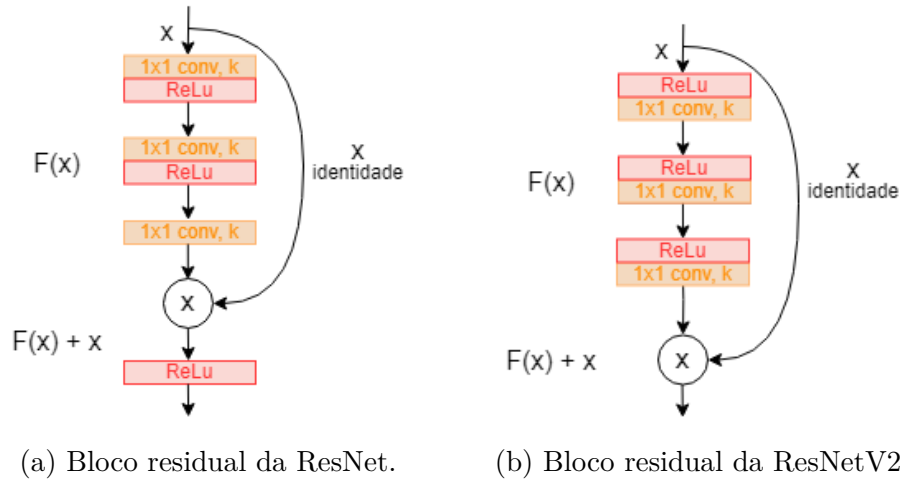 x
1x1 conv, k
ReLu
F(x)
1x1 conv, k
ReLu
x
identidade
1x1 conv, k
x
F(x) + x
ReLu
(a) Bloco residual da ResNet.
x
ReLu
1x1 conv, k
F(x)
ReLu
1x1 conv, k
x
identidade
ReLu
1x1 conv, k
F(x) + x
x
(b) Bloco residual da ResNetV2